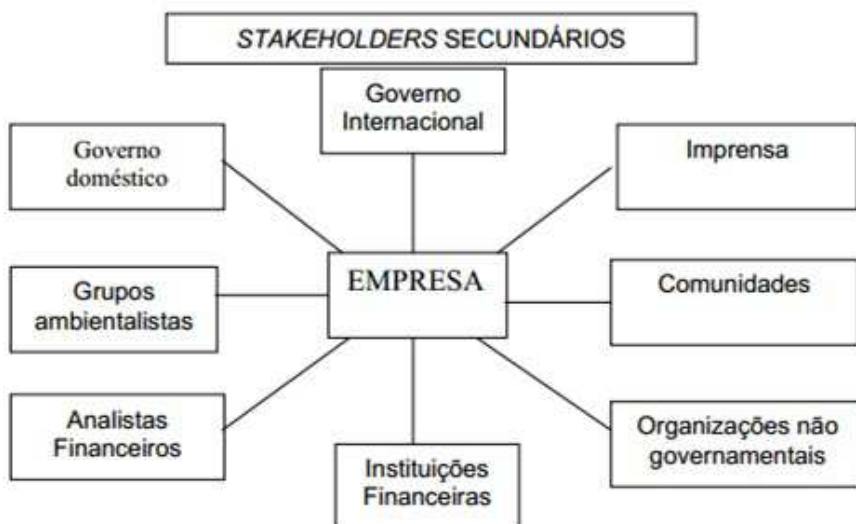 STAKEHOLDERS SECUNDÁRIOS
Governo
Internacional
Governo
doméstico
Imprensa
EMPRESA
Grupos
ambientalistas
Comunidades
Analistas
Financeiros
Organizações não
governamentais
Instituições
Financeiras